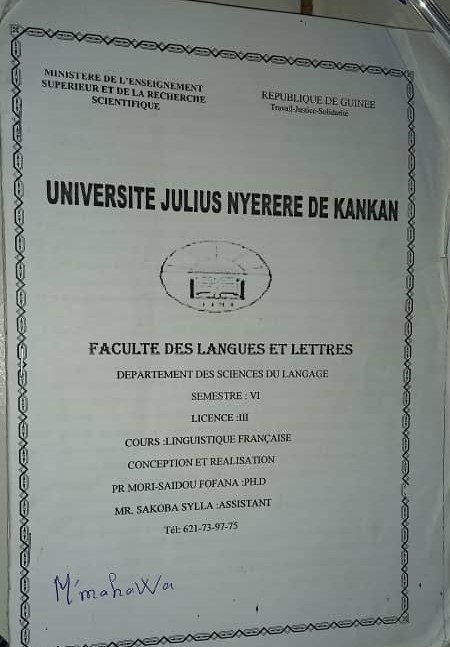 MINISTERE DE L'ENSEIGNEMENT
SUPERIEUR ET DE LA RECHERCHE
SCIENTIFIQUE
REPUBLIQUE DE GUINEE
Travail-Justice-Solidarité
UNIVERSITE JULIUS NYERERE DE KANKAN
FACULTE DES LANGUES ET LETTRES
DEPARTEMENT DES SCIENCES DU LANGAGE
SEMESTRE : VI
LICENCE :III
COURS :LINGUISTIQUE FRANÇAISE
CONCEPTION ET REALISATION
PR MORI-SAIDOU FOFANA :PH.D
MR. SAKOBA SYLLA :ASSISTANT
Tél: 621-73-97-75
M'mahaWa